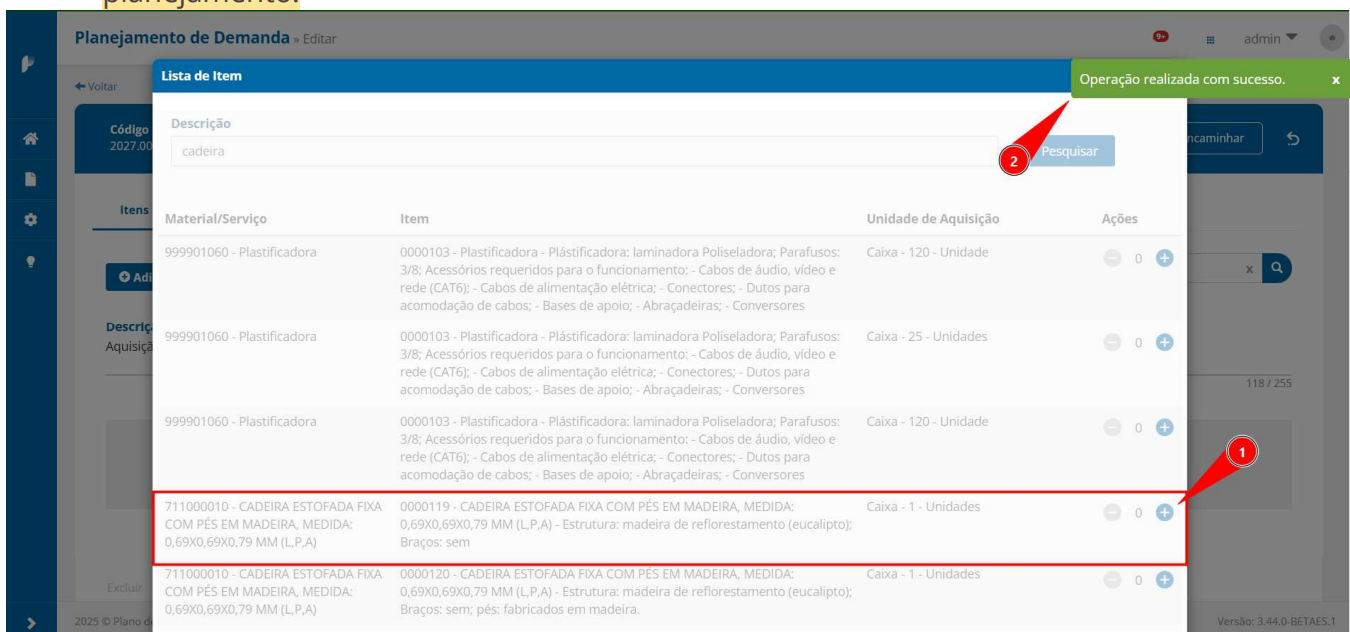 planejamento.
Planejamento de Demanda » Editar
9+
admin
Voltar
Lista de Item
Operação realizada com sucesso.
x
Código
2027.00
Descrição
cadeira
Pesquisar
2
ncaminhar
Itens
Material/Serviço
Item
Unidade de Aquisição
Ações
Adi
x
Descriç
Aquisiçã
118 / 255
999901060 - Plastificadora
0000103 - Plastificadora - Plástificadora: laminadora Poliseladora; Parafusos:
3/8; Acessórios requeridos para o funcionamento: - Cabos de áudio, vídeo e
rede (CAT6); - Cabos de alimentação elétrica; - Conectores; - Dutos para
acomodação de cabos; - Bases de apoio; - Abraçadeiras; - Conversores
Caixa - 120 - Unidade
0
999901060 - Plastificadora
0000103 - Plastificadora - Plástificadora: laminadora Poliseladora; Parafusos:
3/8; Acessórios requeridos para o funcionamento: - Cabos de áudio, vídeo e
rede (CAT6); - Cabos de alimentação elétrica; - Conectores; - Dutos para
acomodação de cabos; - Bases de apoio; - Abraçadeiras; - Conversores
Caixa - 25 - Unidades
0
999901060 - Plastificadora
0000103 - Plastificadora - Plástificadora: laminadora Poliseladora; Parafusos:
3/8; Acessórios requeridos para o funcionamento: - Cabos de áudio, vídeo e
rede (CAT6); - Cabos de alimentação elétrica; - Conectores; - Dutos para
acomodação de cabos; - Bases de apoio; - Abraçadeiras; - Conversores
Caixa - 120 - Unidade
0
1
711000010 - CADEIRA ESTOFADA FIXA
COM PÉS EM MADEIRA, MEDIDA:
0,69X0,69X0,79 MM (L,P,A)
0000119 - CADEIRA ESTOFADA FIXA COM PÉS EM MADEIRA, MEDIDA:
0,69X0,69X0,79 MM (L,P,A) - Estrutura: madeira de reflorestamento (eucalipto);
Braços: sem
Caixa - 1 - Unidades
0
711000010 - CADEIRA ESTOFADA FIXA
COM PÉS EM MADEIRA, MEDIDA:
0,69X0,69X0,79 MM (L,P,A)
0000120 - CADEIRA ESTOFADA FIXA COM PÉS EM MADEIRA, MEDIDA:
0,69X0,69X0,79 MM (L,P,A) - Estrutura: madeira de reflorestamento (eucalipto);
Braços: sem; pés: fabricados em madeira.
Caixa - 1 - Unidades
0
Excluir
2025 © Plano d
Versão: 3.44.0-BETAES.1